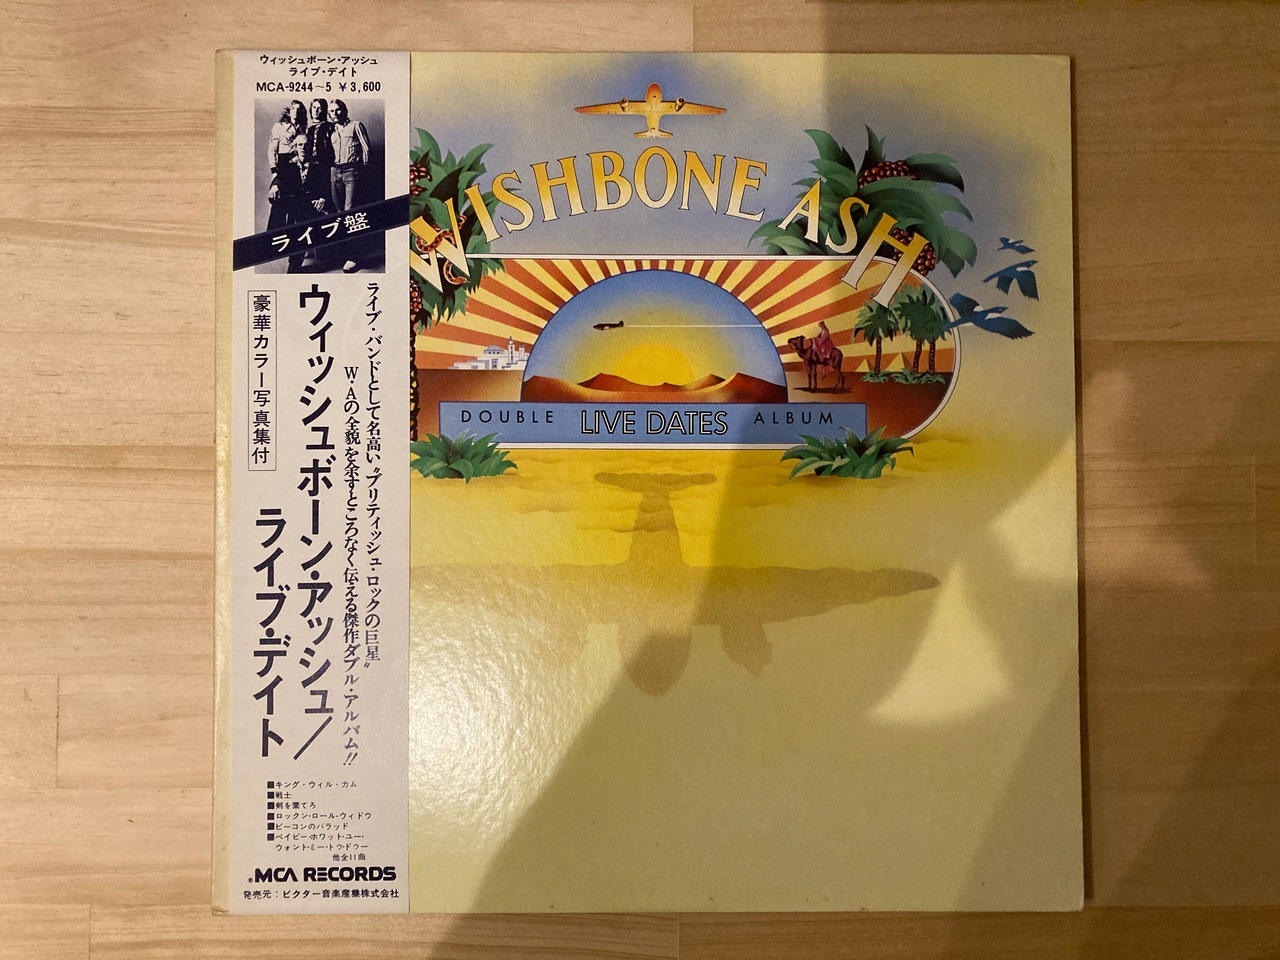 ウィッシュボーン・アッシュ
ライブ・デイト
MCA-9244～5 ¥3,600
ライブ盤
ライブ・バンドとして名高い〝ブリティッシュ・ロックの巨星〟
W・Aの全貌を余すところなく伝える傑作ダブル・アルバム!!
ウィッシュボーン・アッシュ/
ライブ・デイト
豪華カラー写真集付
■キング・ウィル・カム
■戦士
■剣を棄てろ
■ロックン・ロール・ウィドウ
■ビーコンのバラッド
■ベイビー・ホワット・ユー・
ウォント・ミー・トゥ・ドゥー
他全11曲
®MCA RECORDS
発売元：ビクター音楽産業株式会社
WISHBONE ASH
DOUBLE LIVE DATES ALBUM